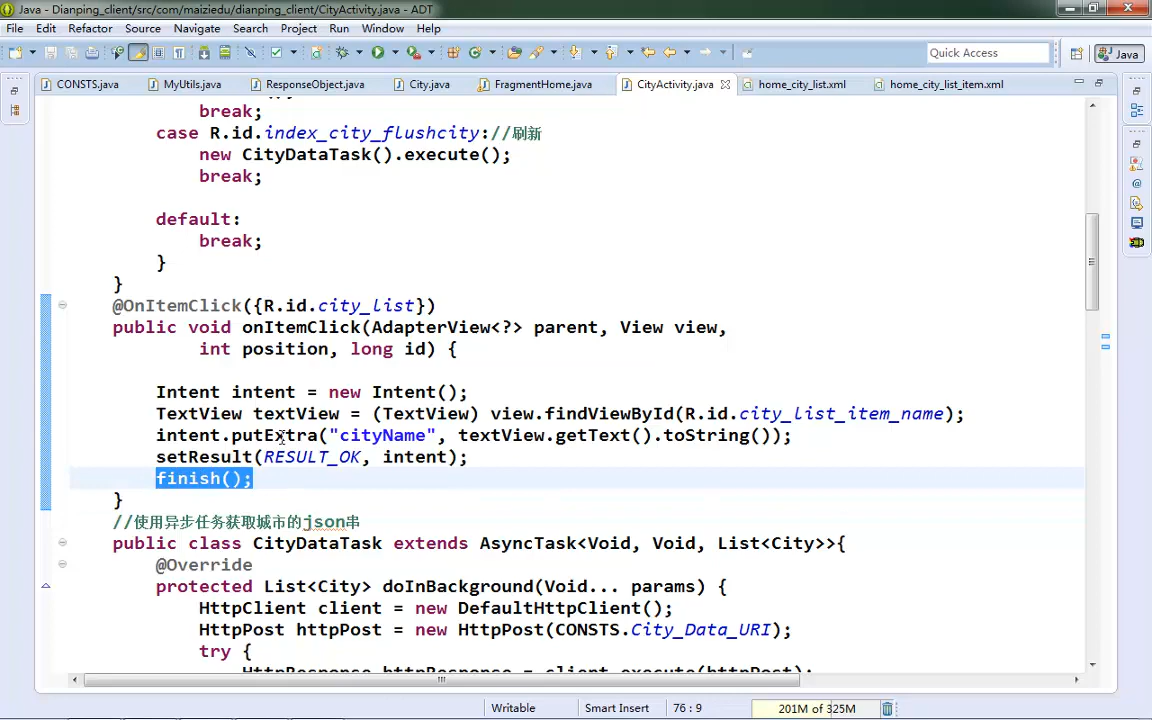 Java - Dianping_client/src/com/maiziedu/dianping_client/CityActivity.java - ADT
File Edit Refactor Source Navigate Search Project Run Window Help
Quick Access
Java
CONSTS.java MyUtils.java ResponseObject.java City.java FragmentHome.java CityActivity.java home_city_list.xml home_city_list_item.xml
break;
case R.id.index_city_flushcity://刷新
new CityDataTask().execute();
break;
default:
break;
}
}
@OnItemClick({R.id.city_list})
public void onItemClick(AdapterView<?> parent, View view,
int position, long id) {
Intent intent = new Intent();
TextView textView = (TextView) view.findViewById(R.id.city_list_item_name);
intent.putExtra("cityName", textView.getText().toString());
setResult(RESULT_OK, intent);
finish();
}
//使用异步任务获取城市的json串
public class CityDataTask extends AsyncTask<Void, Void, List<City>>{
@Override
protected List<City> doInBackground(Void... params) {
HttpClient client = new DefaultHttpClient();
HttpPost httpPost = new HttpPost(CONSTS.City_Data_URI);
try {
HttpResponse httpResponse = client.execute(httpPost);
Writable Smart Insert 76 : 9 201M of 325M